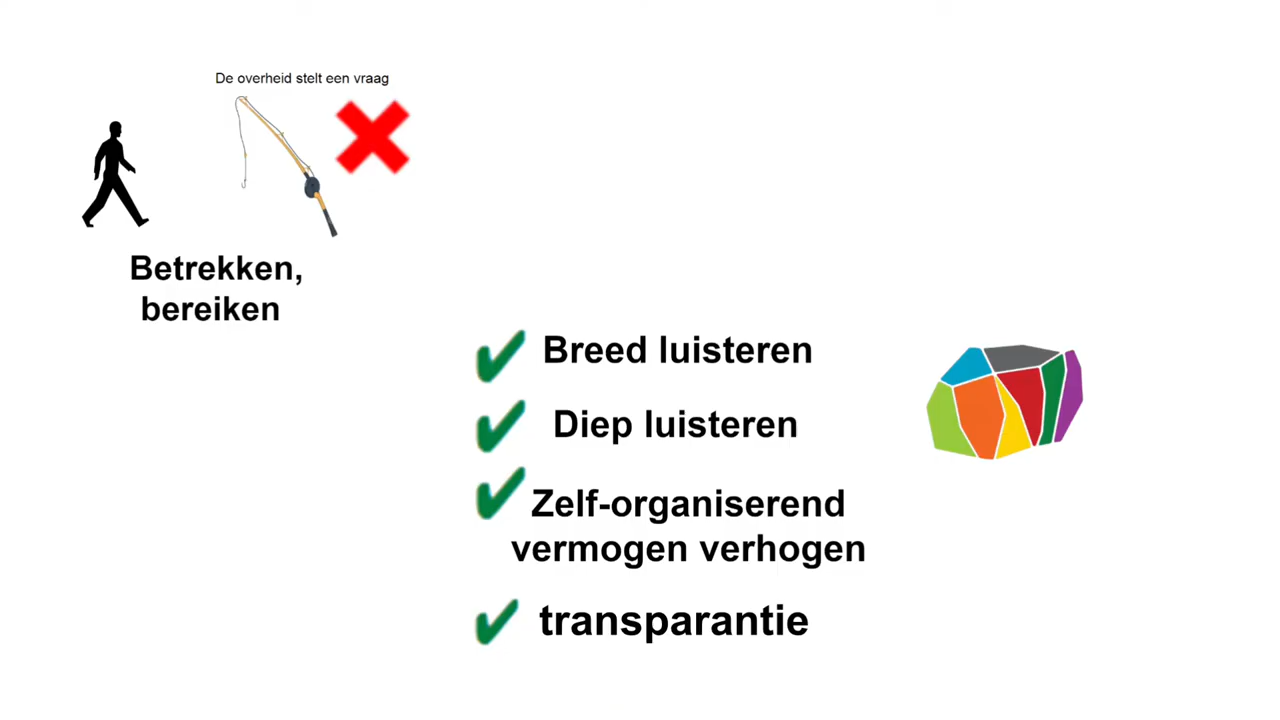 De overheid stelt een vraag
Betrekken,
bereiken
Breed luisteren
Diep luisteren
Zelf-organiserend
vermogen verhogen
transparantie